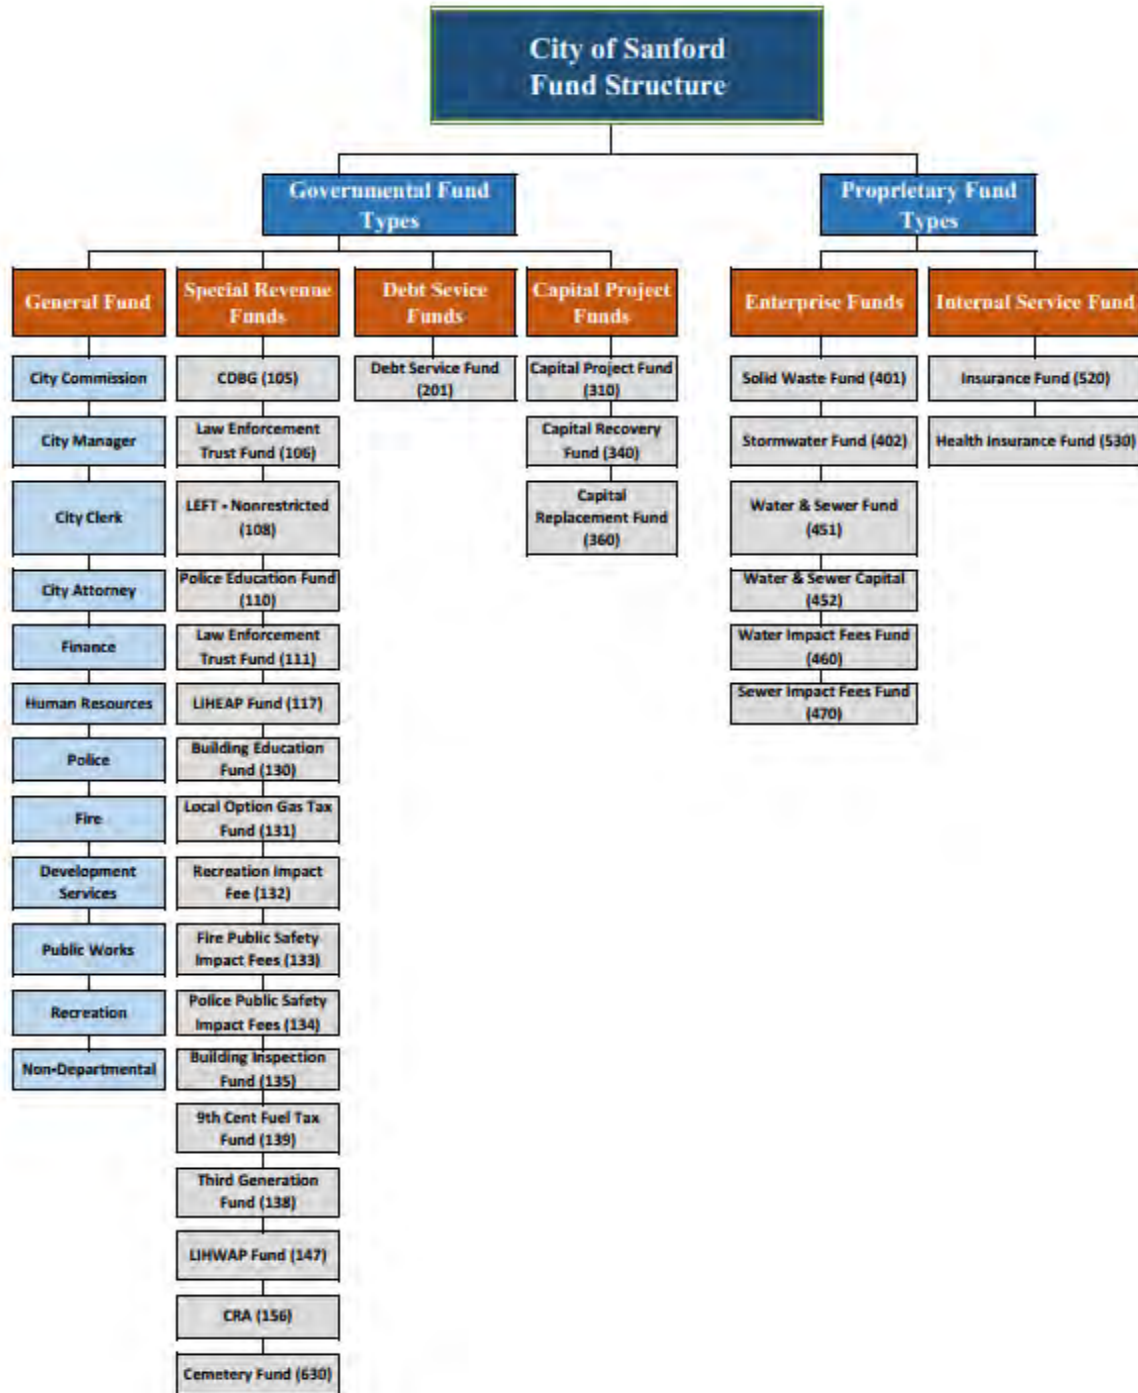 City of Sanford
Fund Structure
Governmental Fund
Types
Proprietary Fund
Types
General Fund
Special Revenue
Funds
Debt Sevice
Funds
Capital Project
Funds
Enterprise Funds
Internal Service Fund
City Commission
City Manager
City Clerk
City Attorney
Finance
Human Resources
Police
Fire
Development
Services
Public Works
Recreation
Non-Departmental
CDBG (105)
Law Enforcement
Trust Fund (106)
LEFT - Nonrestricted
(108)
Police Education Fund
(110)
Law Enforcement
Trust Fund (111)
LIHEAP Fund (117)
Building Education
Fund (130)
Local Option Gas Tax
Fund (131)
Recreation Impact
Fee (132)
Fire Public Safety
Impact Fees (133)
Police Public Safety
Impact Fees (134)
Building Inspection
Fund (135)
9th Cent Fuel Tax
Fund (139)
Third Generation
Fund (138)
LIHWAP Fund (147)
CRA (156)
Cemetery Fund (630)
Debt Service Fund
(201)
Capital Project Fund
(310)
Capital Recovery
Fund (340)
Capital
Replacement Fund
(360)
Solid Waste Fund (401)
Stormwater Fund (402)
Water & Sewer Fund
(451)
Water & Sewer Capital
(452)
Water Impact Fees Fund
(460)
Sewer Impact Fees Fund
(470)
Insurance Fund (520)
Health Insurance Fund (530)